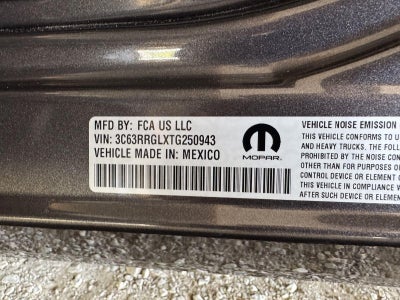 MFD BY: FCA US LLC
VIN: 3C63RRGLXTG250943
VEHICLE MADE IN: MEXICO
MOPAR
VEHICLE NOISE EMISSION
THIS VEHICLE CONFORMS TO U
AND HEAVY TRUCKS. THE
PROHIBITED BY THE NOISE CON
OTHER THAN FOR PURPOSES O
CONTROL DEVICE OR ELEMENT O
THIS VEHICLE IN COMPLIANCE W
AFTER SUCH DEVICE OR ELEMEN